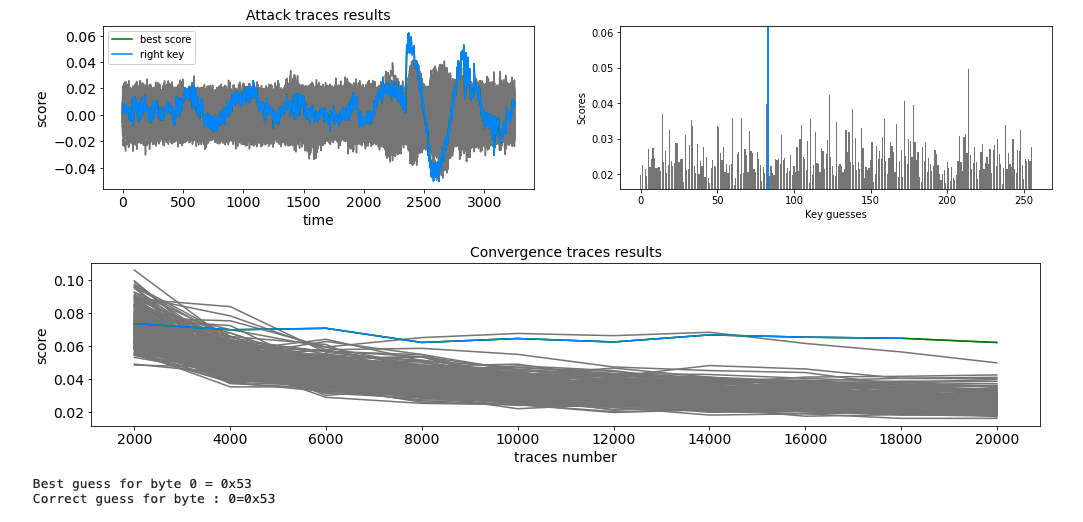 Attack traces results
best score
right key
score
0.06
0.04
0.02
0.00
−0.02
−0.04
0 500 1000 1500 2000 2500 3000
time
Scores
0.06
0.05
0.04
0.03
0.02
0 50 100 150 200 250
Key guesses
Convergence traces results
score
0.10
0.08
0.06
0.04
0.02
2000 4000 6000 8000 10000 12000 14000 16000 18000 20000
traces number
Best guess for byte 0 = 0x53
Correct guess for byte : 0=0x53